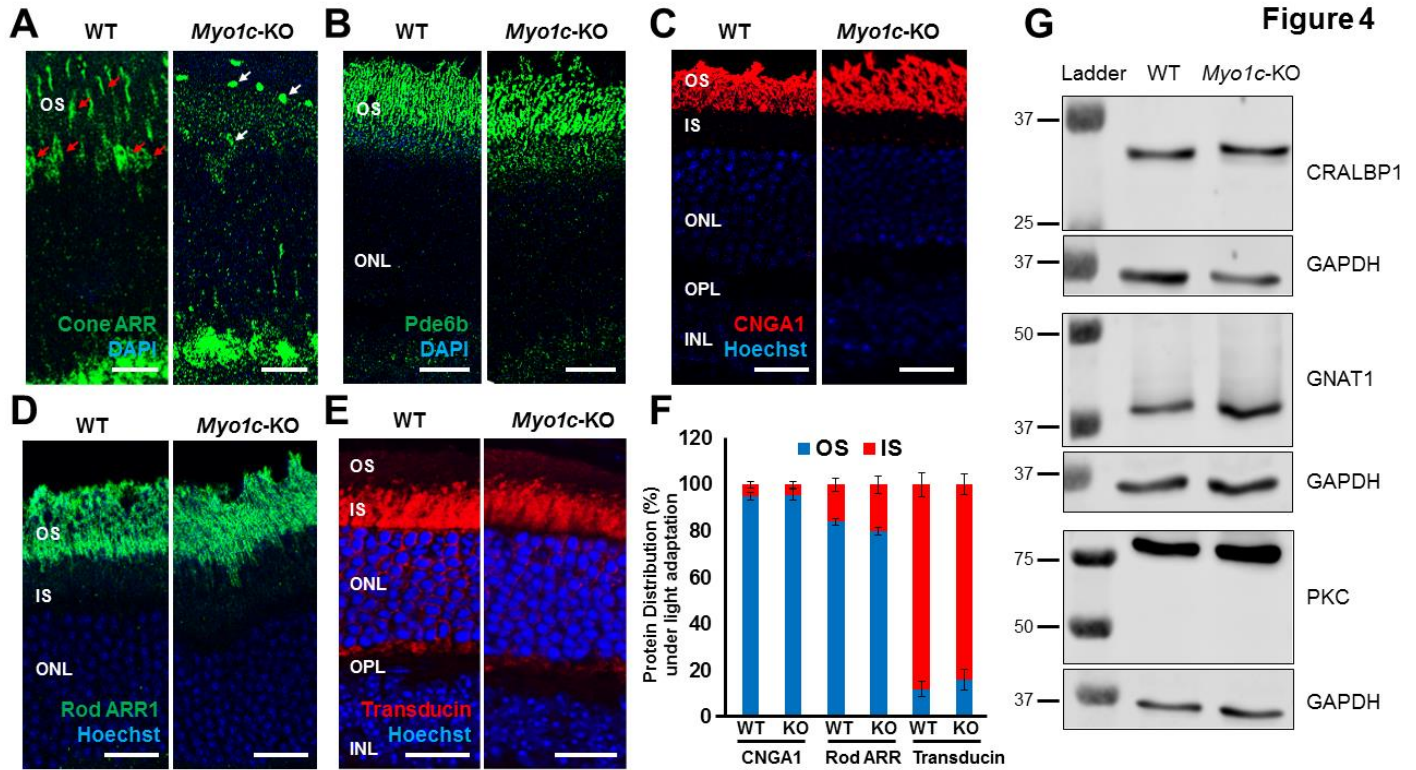 Figure 4
A
WT
Myo1c-KO
OS
Cone ARR
DAPI
B
WT
Myo1c-KO
OS
ONL
Pde6b
DAPI
C
WT
Myo1c-KO
OS
IS
ONL
OPL
INL
CNGA1
Hoechst
D
WT
Myo1c-KO
OS
IS
ONL
Rod ARR1
Hoechst
E
WT
Myo1c-KO
OS
IS
ONL
OPL
Transducin
Hoechst
INL
F
Protein Distribution (%)
under light adaptation
120
100
80
60
40
20
0
OS IS
WT KO WT KO WT KO
CNGA1 Rod ARR Transducin
G
Ladder WT Myo1c-KO
37
25
CRALBP1
37
GAPDH
50
37
GNAT1
37
GAPDH
75
50
PKC
37
GAPDH